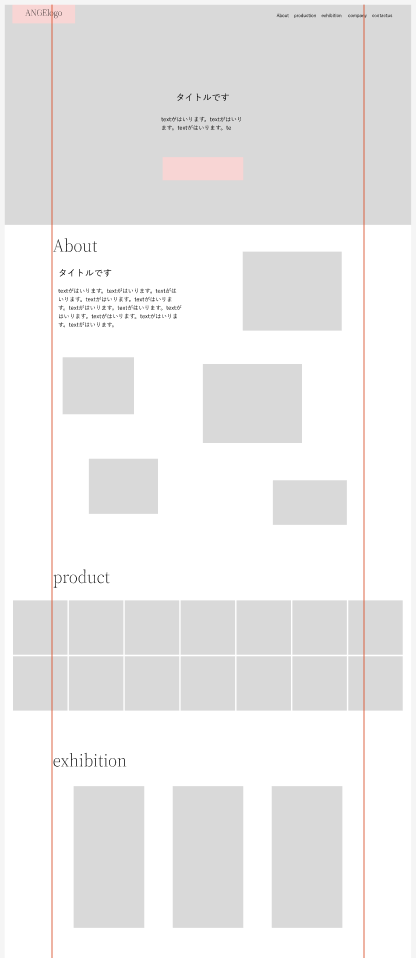 ANGElogo
About production exhibition company contactus
タイトルです
textがはいります。textがはいり
ます。textがはいります。te
About
タイトルです
textがはいります。textがはいります。textがは
いります。textがはいります。textがはいりま
す。textがはいります。textがはいります。textが
はいります。textがはいります。textがはいりま
す。textがはいります。
product
exhibition